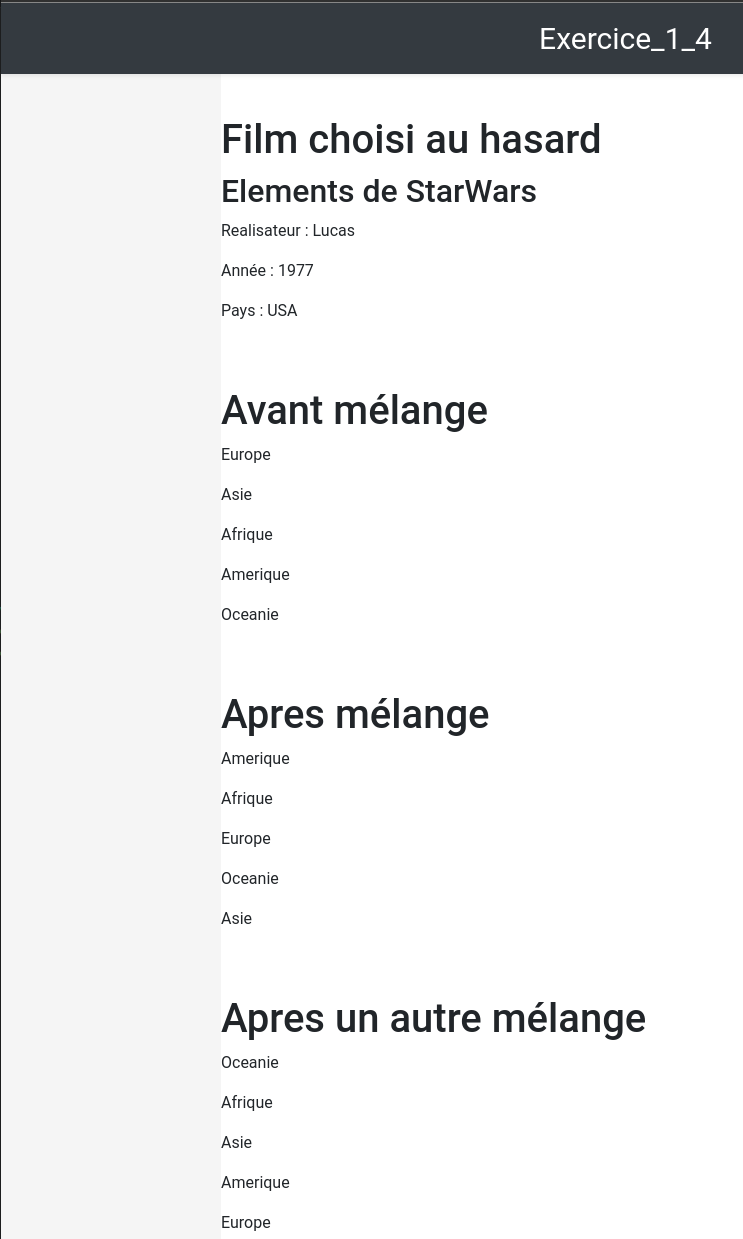 Exercice_1_4
Film choisi au hasard
Elements de StarWars
Realisateur : Lucas
Année : 1977
Pays : USA
Avant mélange
Europe
Asie
Afrique
Amerique
Oceanie
Apres mélange
Amerique
Afrique
Europe
Oceanie
Asie
Apres un autre mélange
Oceanie
Afrique
Asie
Amerique
Europe